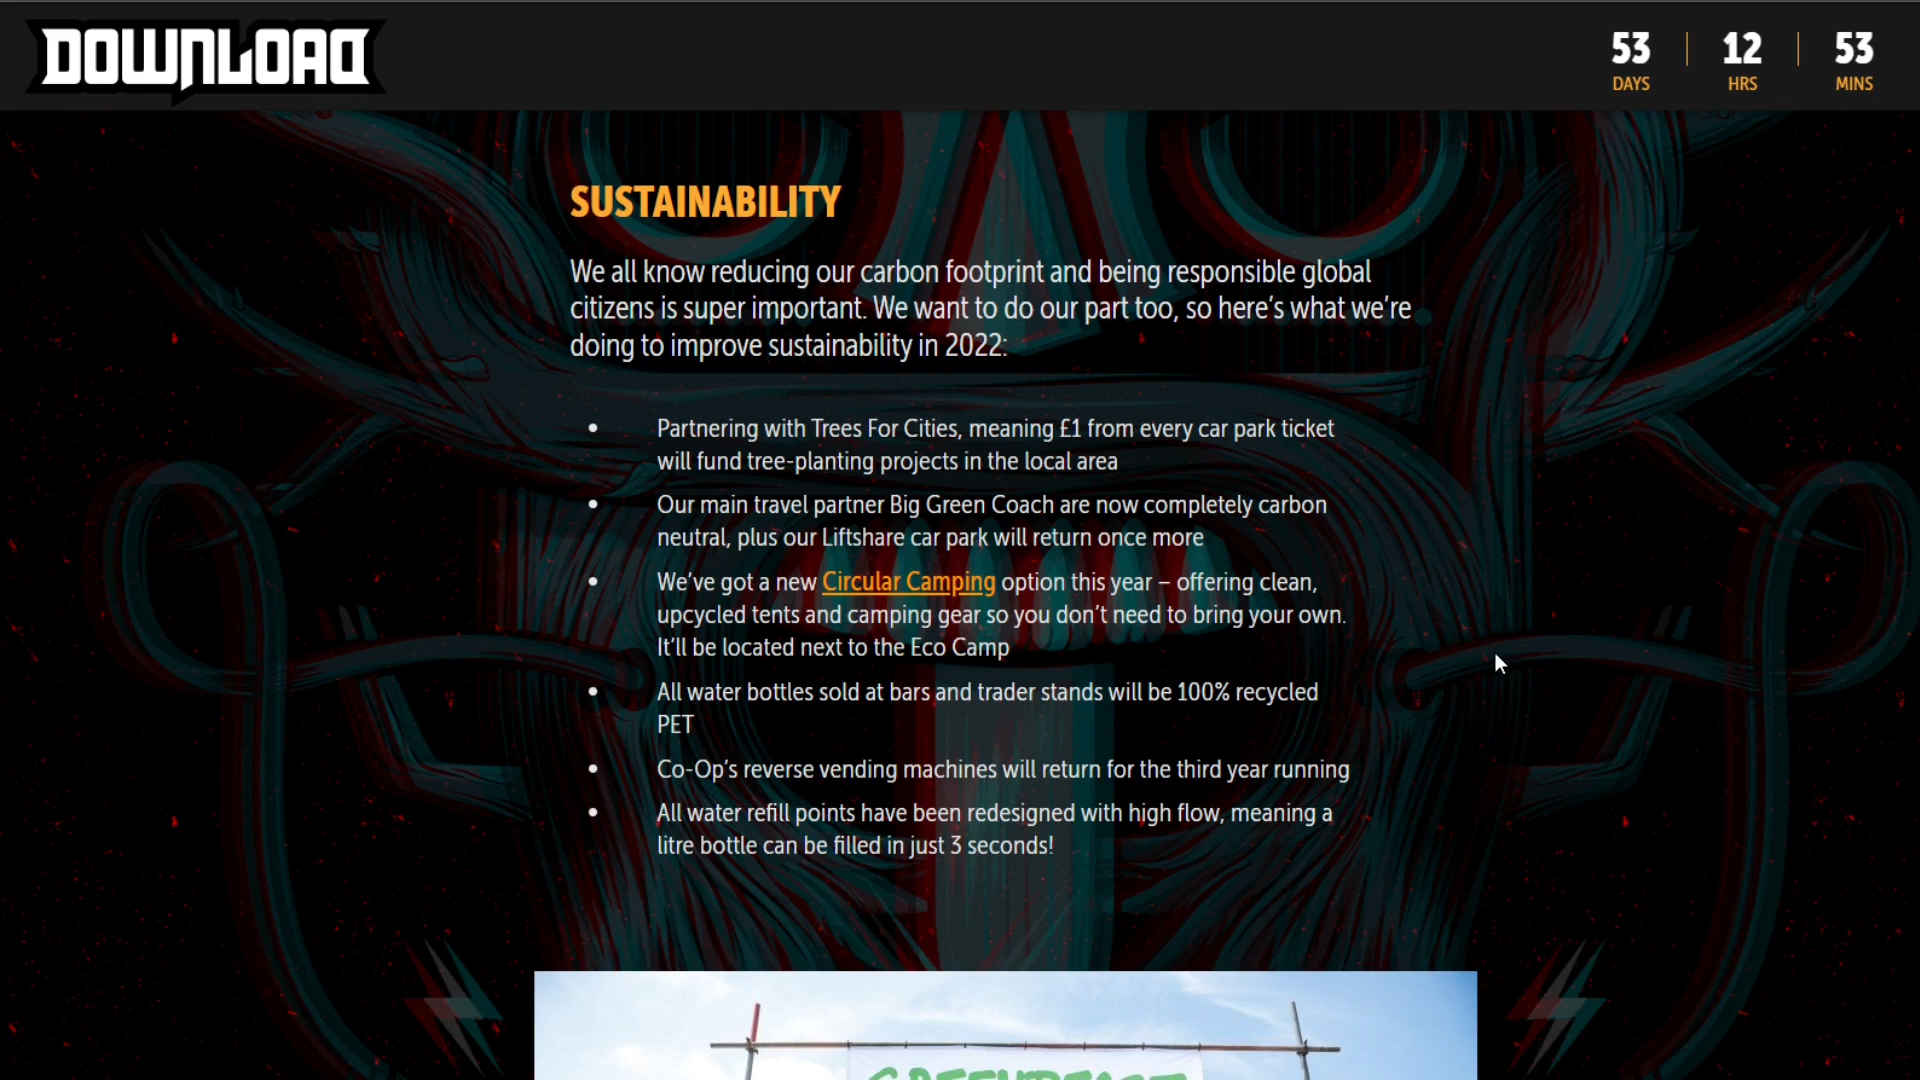 DOWNLOAD
53 12 53
DAYS HRS MINS
SUSTAINABILITY
We all know reducing our carbon footprint and being responsible global
citizens is super important. We want to do our part too, so here’s what we’re
doing to improve sustainability in 2022:
• Partnering with Trees For Cities, meaning £1 from every car park ticket
will fund tree-planting projects in the local area
• Our main travel partner Big Green Coach are now completely carbon
neutral, plus our Liftshare car park will return once more
• We’ve got a new Circular Camping option this year – offering clean,
upcycled tents and camping gear so you don’t need to bring your own.
It’ll be located next to the Eco Camp
• All water bottles sold at bars and trader stands will be 100% recycled
PET
• Co-Op’s reverse vending machines will return for the third year running
• All water refill points have been redesigned with high flow, meaning a
litre bottle can be filled in just 3 seconds!